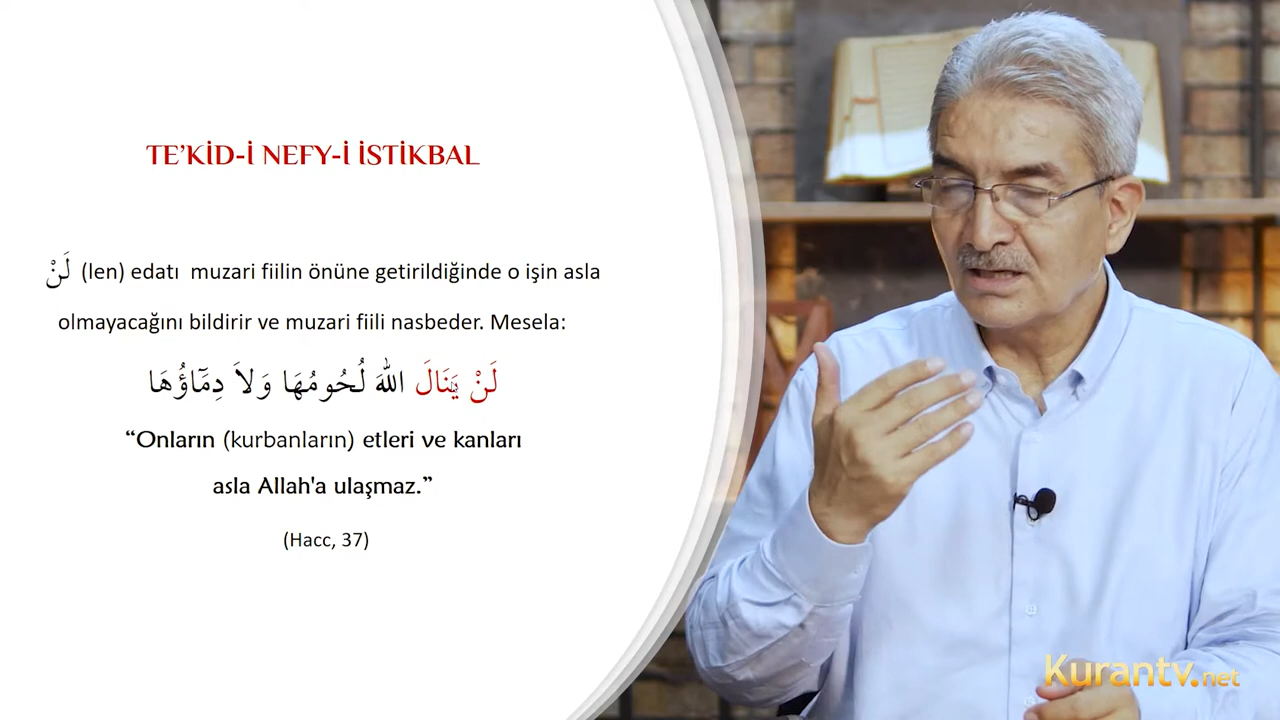 TE’KİD-İ NEFY-İ İSTİKBAL
لَنْ (len) edatı muzari fiilin önüne getirildiğinde o işin asla
olmayacağını bildirir ve muzari fiili nasbeder. Mesela:
لَنْ يَنَالَ اللهَ لُحُومُهَا وَلاَ دِمَٓاؤُهَا
“Onların (kurbanların) etleri ve kanları
asla Allah'a ulaşmaz.”
(Hacc, 37)
Kurantv.net